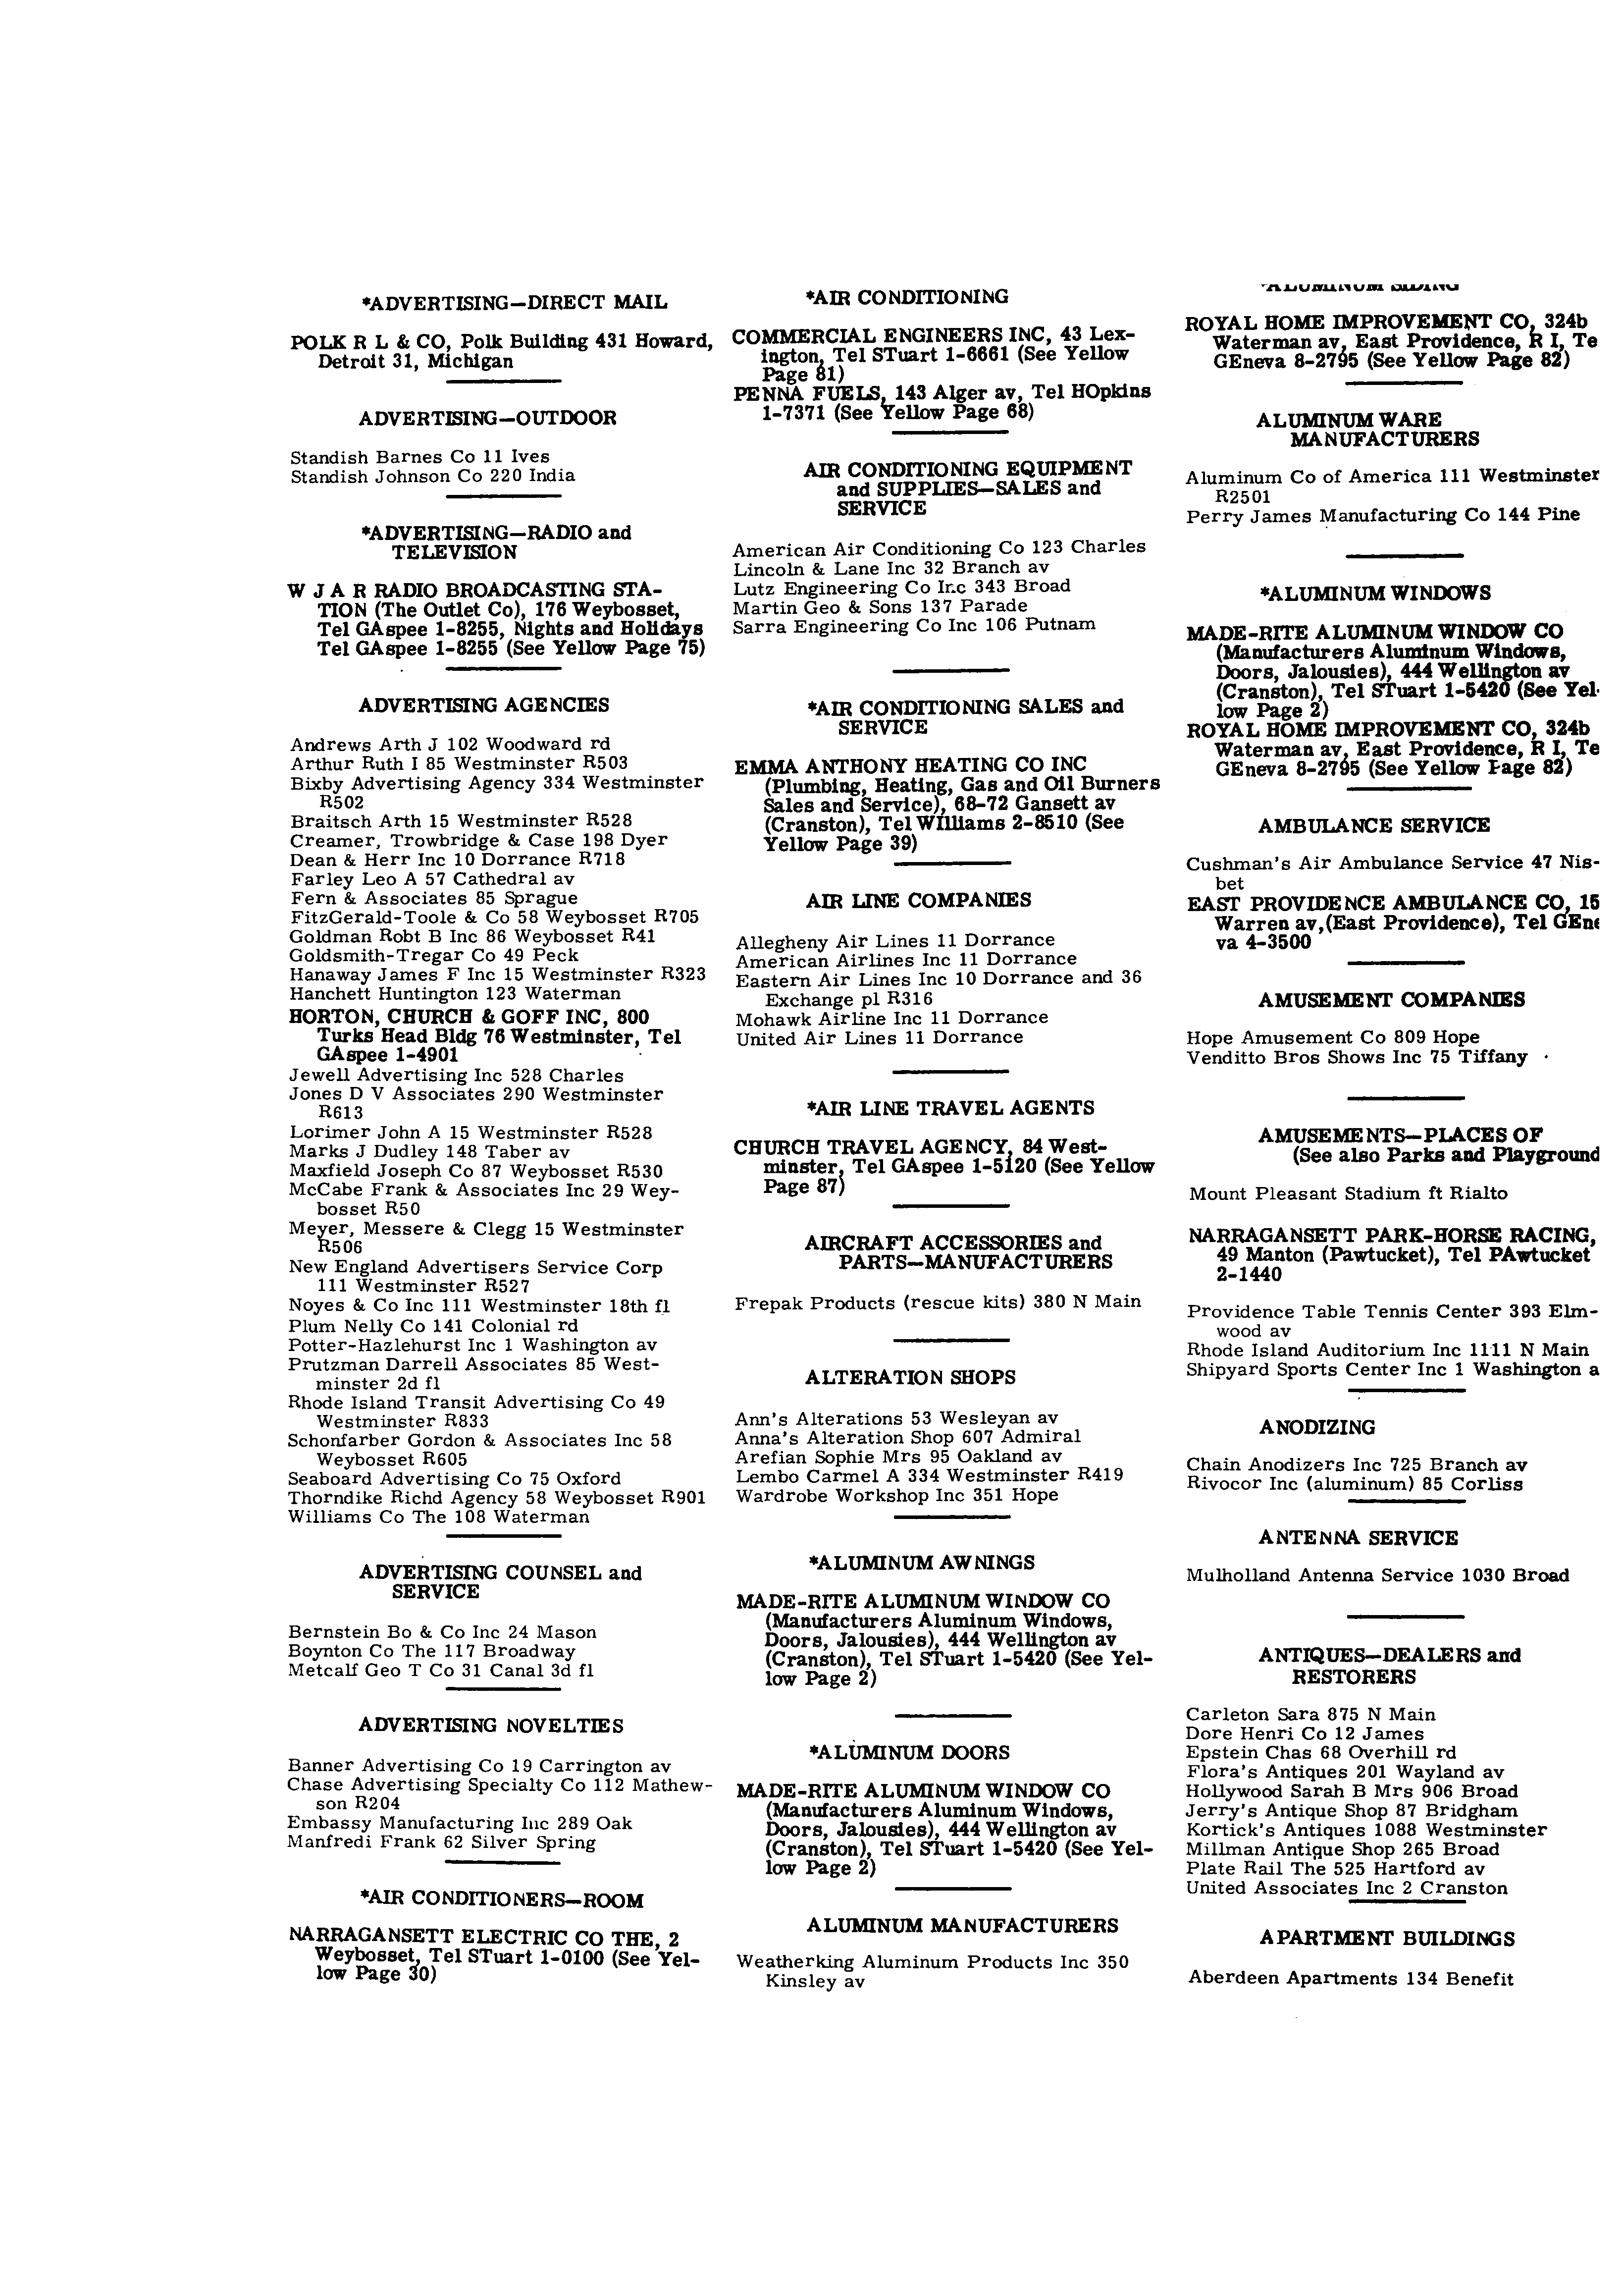 *ADVERTISING—DIRECT MAIL
POLK R L & CO, Polk Building 431 Howard,
Detroit 31, Michigan
ADVERTISING—OUTDOOR
Standish Barnes Co 11 Ives
Standish Johnson Co 220 India
*ADVERTISING—RADIO and
TELEVISION
W J A R RADIO BROADCASTING STA-
TION (The Outlet Co), 176 Weybosset,
Tel GAspee 1-8255, Nights and Holidays
Tel GAspee 1-8255 (See Yellow Page 75)
ADVERTISING AGENCIES
Andrews Arth J 102 Woodward rd
Arthur Ruth I 85 Westminster R503
Bixby Advertising Agency 334 Westminster
R502
Braitsch Arth 15 Westminster R528
Creamer, Trowbridge & Case 198 Dyer
Dean & Herr Inc 10 Dorrance R718
Farley Leo A 57 Cathedral av
Fern & Associates 85 Sprague
FitzGerald-Toole & Co 58 Weybosset R705
Goldman Robt B Inc 86 Weybosset R41
Goldsmith-Tregar Co 49 Peck
Hanaway James F Inc 15 Westminster R323
Hanchett Huntington 123 Waterman
HORTON, CHURCH & GOFF INC, 800
Turks Head Bldg 76 Westminster, Tel
GAspee 1-4901
Jewell Advertising Inc 528 Charles
Jones D V Associates 290 Westminster
R613
Lorimer John A 15 Westminster R528
Marks J Dudley 148 Taber av
Maxfield Joseph Co 87 Weybosset R530
McCabe Frank & Associates Inc 29 Wey-
bosset R50
Meyer, Messere & Clegg 15 Westminster
R506
New England Advertisers Service Corp
111 Westminster R527
Noyes & Co Inc 111 Westminster 18th fl
Plum Nelly Co 141 Colonial rd
Potter-Hazlehurst Inc 1 Washington av
Prutzman Darrell Associates 85 West-
minster 2d fl
Rhode Island Transit Advertising Co 49
Westminster R833
Schonfarber Gordon & Associates Inc 58
Weybosset R605
Seaboard Advertising Co 75 Oxford
Thorndike Richd Agency 58 Weybosset R901
Williams Co The 108 Waterman
ADVERTISING COUNSEL and
SERVICE
Bernstein Bo & Co Inc 24 Mason
Boynton Co The 117 Broadway
Metcalf Geo T Co 31 Canal 3d fl
ADVERTISING NOVELTIES
Banner Advertising Co 19 Carrington av
Chase Advertising Specialty Co 112 Mathew-
son R204
Embassy Manufacturing Inc 289 Oak
Manfredi Frank 62 Silver Spring
*AIR CONDITIONERS—ROOM
NARRAGANSETT ELECTRIC CO THE, 2
Weybosset, Tel STuart 1-0100 (See Yel-
low Page 30)
*AIR CONDITIONING
COMMERCIAL ENGINEERS INC, 43 Lex-
ington, Tel STuart 1-6661 (See Yellow
Page 81)
PENNA FUELS, 143 Alger av, Tel HOpkins
1-7371 (See Yellow Page 68)
AIR CONDITIONING EQUIPMENT
and SUPPLIES—SALES and
SERVICE
American Air Conditioning Co 123 Charles
Lincoln & Lane Inc 32 Branch av
Lutz Engineering Co Inc 343 Broad
Martin Geo & Sons 137 Parade
Sarra Engineering Co Inc 106 Putnam
*AIR CONDITIONING SALES and
SERVICE
EMMA ANTHONY HEATING CO INC
(Plumbing, Heating, Gas and Oil Burners
Sales and Service), 68-72 Gansett av
(Cranston), Tel WIlliams 2-8510 (See
Yellow Page 39)
AIR LINE COMPANIES
Allegheny Air Lines 11 Dorrance
American Airlines Inc 11 Dorrance
Eastern Air Lines Inc 10 Dorrance and 36
Exchange pl R316
Mohawk Airline Inc 11 Dorrance
United Air Lines 11 Dorrance
*AIR LINE TRAVEL AGENTS
CHURCH TRAVEL AGENCY, 84 West-
minster, Tel GAspee 1-5120 (See Yellow
Page 87)
AIRCRAFT ACCESSORIES and
PARTS—MANUFACTURERS
Frepak Products (rescue kits) 380 N Main
ALTERATION SHOPS
Ann's Alterations 53 Wesleyan av
Anna's Alteration Shop 607 Admiral
Arefian Sophie Mrs 95 Oakland av
Lembo Carmel A 334 Westminster R419
Wardrobe Workshop Inc 351 Hope
*ALUMINUM AWNINGS
MADE-RITE ALUMINUM WINDOW CO
(Manufacturers Aluminum Windows,
Doors, Jalousies), 444 Wellington av
(Cranston), Tel STuart 1-5420 (See Yel-
low Page 2)
*ALUMINUM DOORS
MADE-RITE ALUMINUM WINDOW CO
(Manufacturers Aluminum Windows,
Doors, Jalousies), 444 Wellington av
(Cranston), Tel STuart 1-5420 (See Yel-
low Page 2)
ALUMINUM MANUFACTURERS
Weatherking Aluminum Products Inc 350
Kinsley av
*ALUMINUM SIDING
ROYAL HOME IMPROVEMENT CO, 324b
Waterman av, East Providence, R I, Te
GEneva 8-2795 (See Yellow Page 82)
ALUMINUM WARE
MANUFACTURERS
Aluminum Co of America 111 Westminster
R2501
Perry James Manufacturing Co 144 Pine
*ALUMINUM WINDOWS
MADE-RITE ALUMINUM WINDOW CO
(Manufacturers Aluminum Windows,
Doors, Jalousies), 444 Wellington av
(Cranston), Tel STuart 1-5420 (See Yel-
low Page 2)
ROYAL HOME IMPROVEMENT CO, 324b
Waterman av, East Providence, R I, Te
GEneva 8-2795 (See Yellow Page 82)
AMBULANCE SERVICE
Cushman's Air Ambulance Service 47 Nis-
bet
EAST PROVIDENCE AMBULANCE CO, 15
Warren av,(East Providence), Tel GEne
va 4-3500
AMUSEMENT COMPANIES
Hope Amusement Co 809 Hope
Venditto Bros Shows Inc 75 Tiffany
AMUSEMENTS—PLACES OF
(See also Parks and Playground
Mount Pleasant Stadium ft Rialto
NARRAGANSETT PARK-HORSE RACING,
49 Manton (Pawtucket), Tel PAwtucket
2-1440
Providence Table Tennis Center 393 Elm-
wood av
Rhode Island Auditorium Inc 1111 N Main
Shipyard Sports Center Inc 1 Washington a
ANODIZING
Chain Anodizers Inc 725 Branch av
Rivocor Inc (aluminum) 85 Corliss
ANTENNA SERVICE
Mulholland Antenna Service 1030 Broad
ANTIQUES—DEALERS and
RESTORERS
Carleton Sara 875 N Main
Dore Henri Co 12 James
Epstein Chas 68 Overhill rd
Flora's Antiques 201 Wayland av
Hollywood Sarah B Mrs 906 Broad
Jerry's Antique Shop 87 Bridgham
Kortick's Antiques 1088 Westminster
Millman Antique Shop 265 Broad
Plate Rail The 525 Hartford av
United Associates Inc 2 Cranston
APARTMENT BUILDINGS
Aberdeen Apartments 134 Benefit